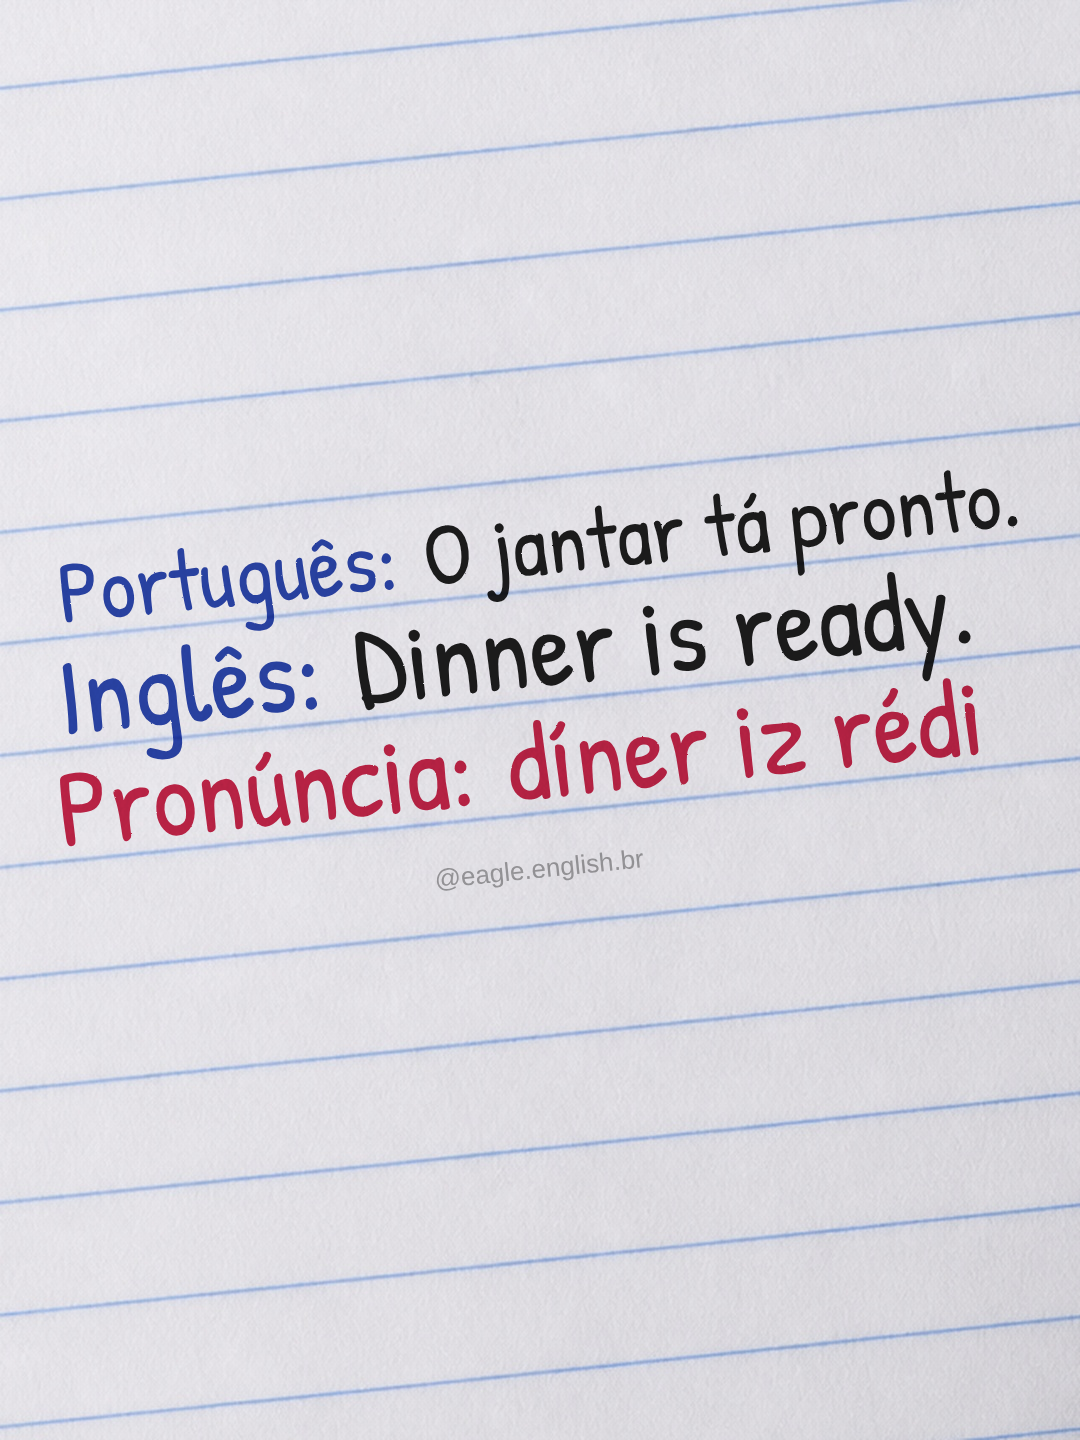 Português: O jantar tá pronto.
Inglês: Dinner is ready.
Pronúncia: díner iz rédi
@eagle.english.br